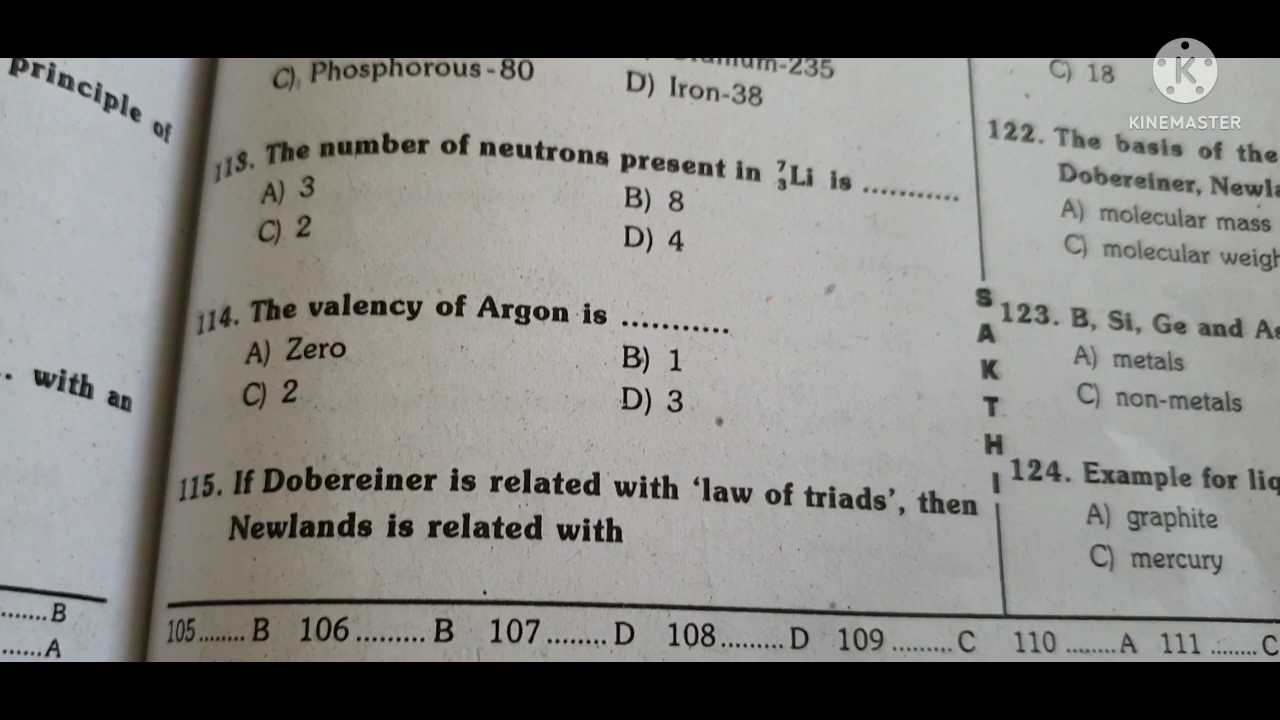 principle of
. with an
.......B
......A
C) Phosphorous-80
-235
D) Iron-38
113. The number of neutrons present in ⁷₃Li is ...........
A) 3
B) 8
C) 2
D) 4
114. The valency of Argon is ...........
A) Zero
B) 1
C) 2
D) 3
115. If Dobereiner is related with ‘law of triads’, then
Newlands is related with
S
A
K
T
H
I
C) 18
122. The basis of the
Dobereiner,
A) molecular mass
C) molecular
123. B, Si, Ge and
A) metals
C) non-metals
124. Example for
A) graphite
C) mercury
105........ B 106......... B 107........ D 108......... D 109......... C 110........A 111........C
KINEMASTER